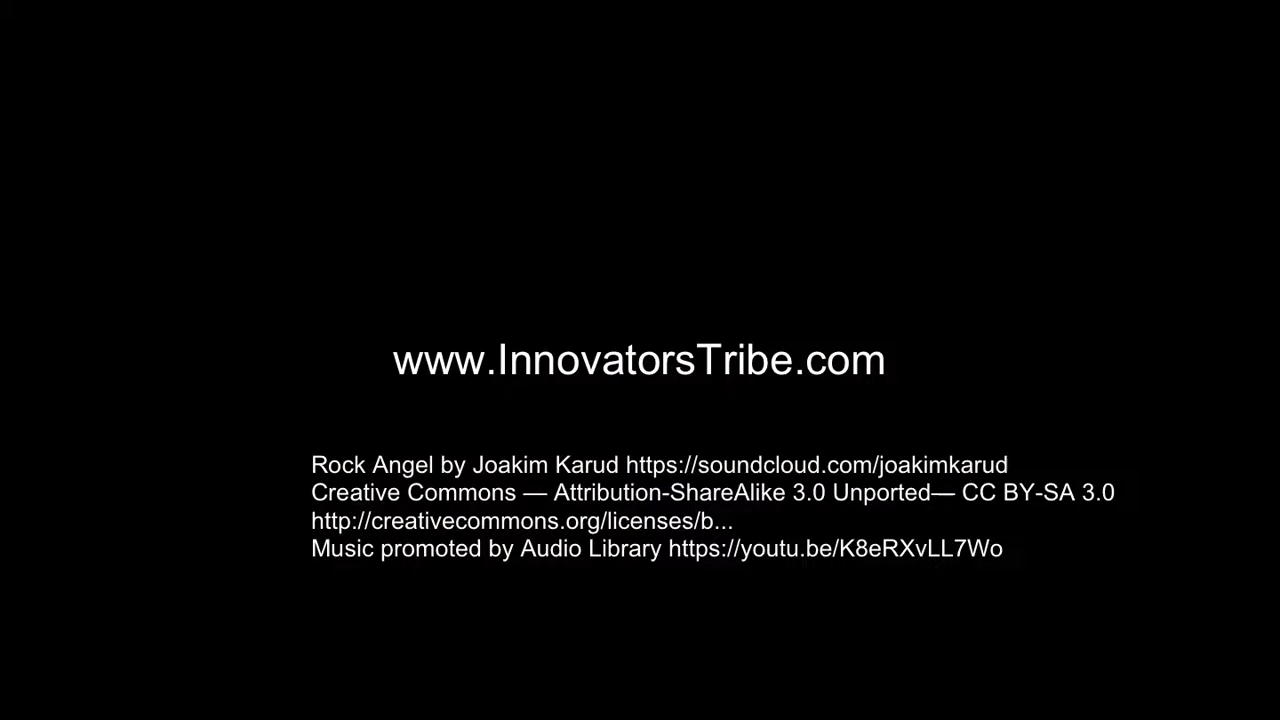 www.InnovatorsTribe.com
Rock Angel by Joakim Karud https://soundcloud.com/joakimkarud
Creative Commons — Attribution-ShareAlike 3.0 Unported— CC BY-SA 3.0
http://creativecommons.org/licenses/b...
Music promoted by Audio Library https://youtu.be/K8eRXvLL7Wo